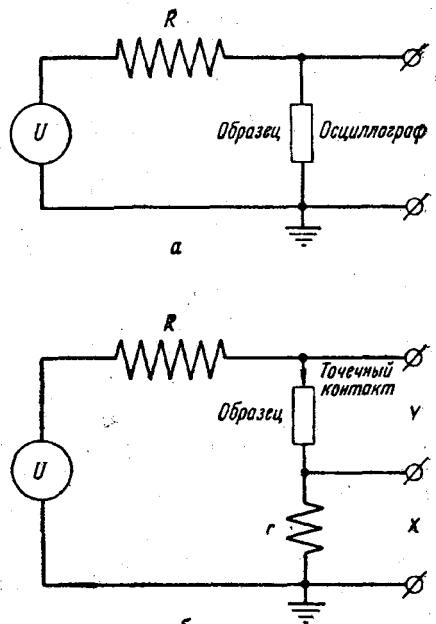 R
U
Образец
Осциллограф
а
R
Точечный
контакт
Образец
Y
U
r
X
б